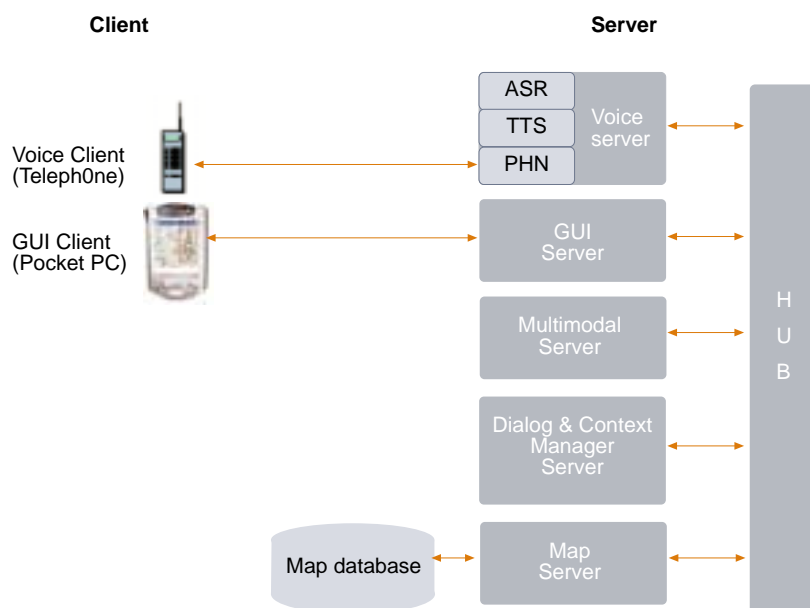 Client
Server
ASR
TTS
PHN
Voice
server
Voice Client
(Teleph0ne)
GUI Client
(Pocket PC)
GUI
Server
Multimodal
Server
Dialog & Context
Manager
Server
Map database
Map
Server
H
U
B